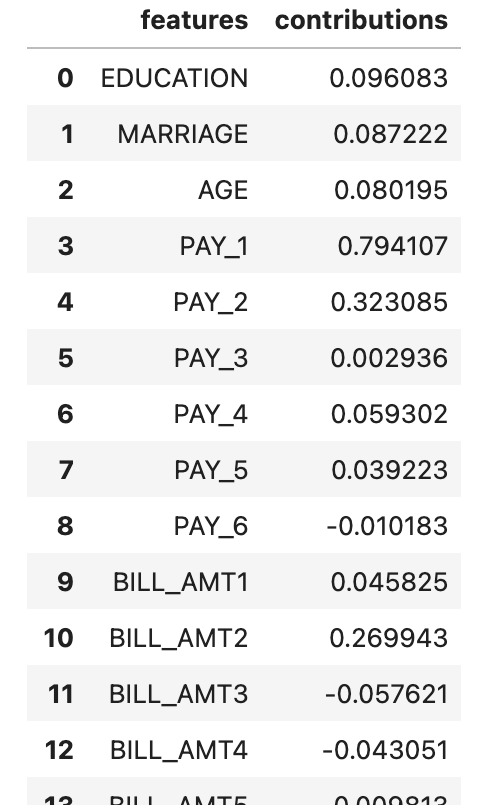 features contributions
0 EDUCATION 0.096083
1 MARRIAGE 0.087222
2 AGE 0.080195
3 PAY_1 0.794107
4 PAY_2 0.323085
5 PAY_3 0.002936
6 PAY_4 0.059302
7 PAY_5 0.039223
8 PAY_6 -0.010183
9 BILL_AMT1 0.045825
10 BILL_AMT2 0.269943
11 BILL_AMT3 -0.057621
12 BILL_AMT4 -0.043051
13 BILL_AMT5